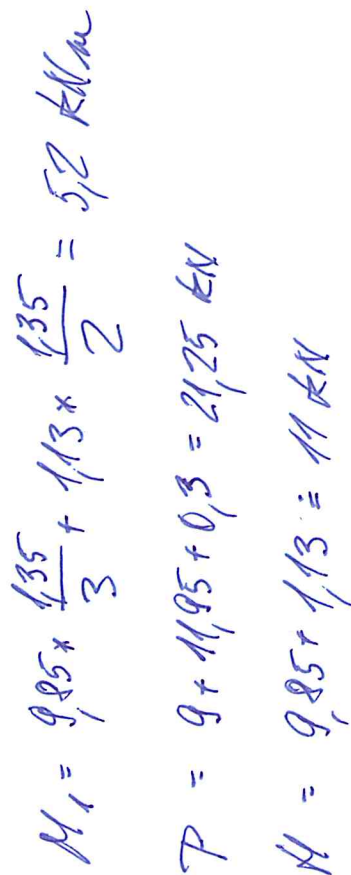 M₁ = 9,85 × 1,35/3 + 1,13 × 1,35/2 = 5,2 kNm
P = 9 + 11,95 + 0,3 = 21,25 kN
H = 9,85 + 1,13 ≐ 11 kN